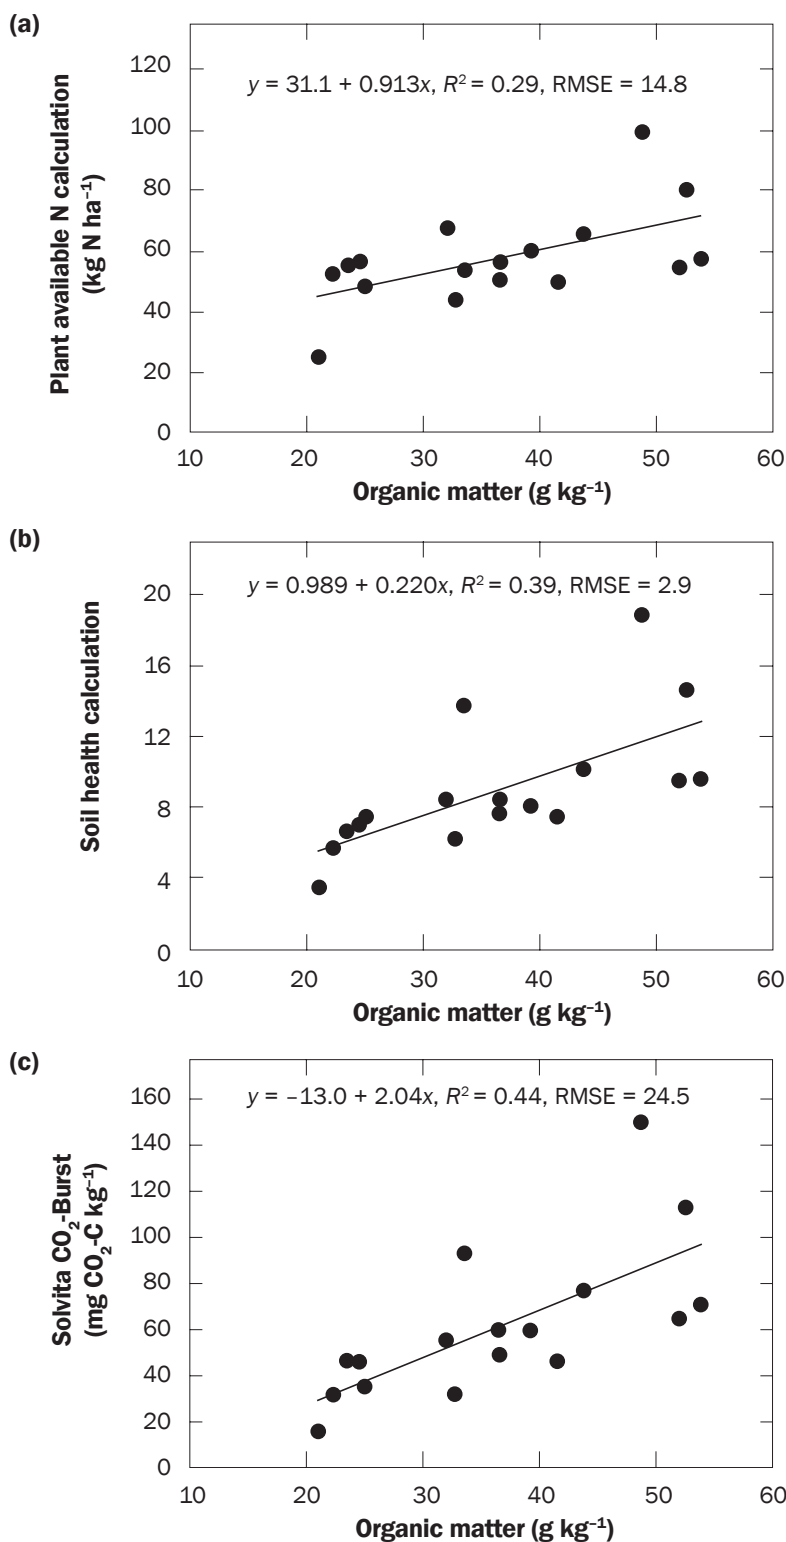 (a)
y = 31.1 + 0.913x, R² = 0.29, RMSE = 14.8
Plant available N calculation
(kg N ha⁻¹)
120
100
80
60
40
20
0
10 20 30 40 50 60
Organic matter (g kg⁻¹)
(b)
y = 0.989 + 0.220x, R² = 0.39, RMSE = 2.9
Soil health calculation
20
16
12
8
4
0
10 20 30 40 50 60
Organic matter (g kg⁻¹)
(c)
y = –13.0 + 2.04x, R² = 0.44, RMSE = 24.5
Solvita CO₂-Burst
(mg CO₂-C kg⁻¹)
160
140
120
100
80
60
40
20
0
10 20 30 40 50 60
Organic matter (g kg⁻¹)